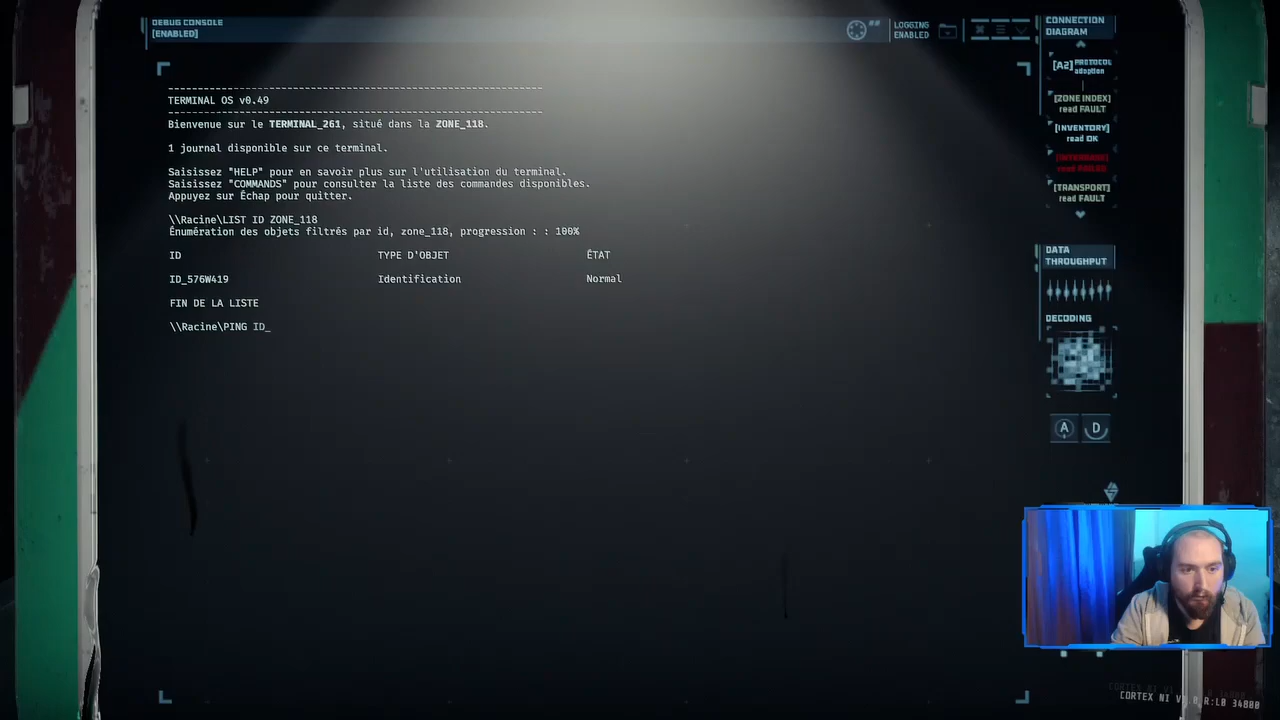 DEBUG CONSOLE
[ENABLED]
LOGGING
ENABLED
CONNECTION
DIAGRAM
[A2] PROTOCOL
adaption
[ZONE INDEX]
read FAULT
[INVENTORY]
read OK
[TRANSPORT]
read FAULT
DATA
THROUGHPUT
DECODING
A D
TERMINAL OS v0.49
Bienvenue sur le TERMINAL_261, situé dans la ZONE_118.
1 journal disponible sur ce terminal.
Saisissez "HELP" pour en savoir plus sur l'utilisation du terminal.
Saisissez "COMMANDS" pour consulter la liste des commandes disponibles.
Appuyez sur Échap pour quitter.
\\Racine\LIST ID ZONE_118
Énumération des objets filtrés par id, zone_118, progression : : 100%
ID TYPE D'OBJET ÉTAT
ID_576W419 Identification Normal
FIN DE LA LISTE
\\Racine\PING ID_